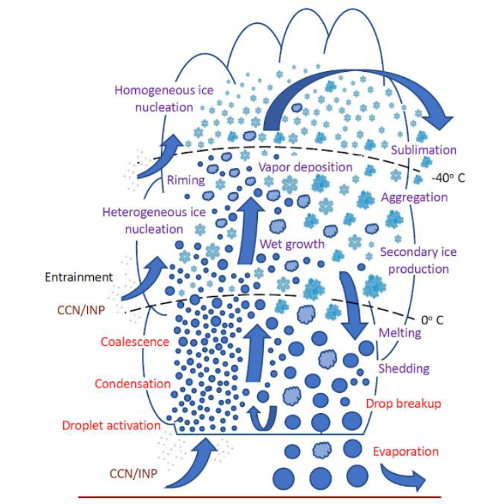 Homogeneous ice
nucleation
Sublimation
-40° C
Riming
Vapor deposition
Aggregation
Heterogeneous ice
nucleation
Wet growth
Secondary ice
production
Entrainment
CCN/INP
0° C
Coalescence
Melting
Shedding
Condensation
Drop breakup
Droplet activation
Evaporation
CCN/INP